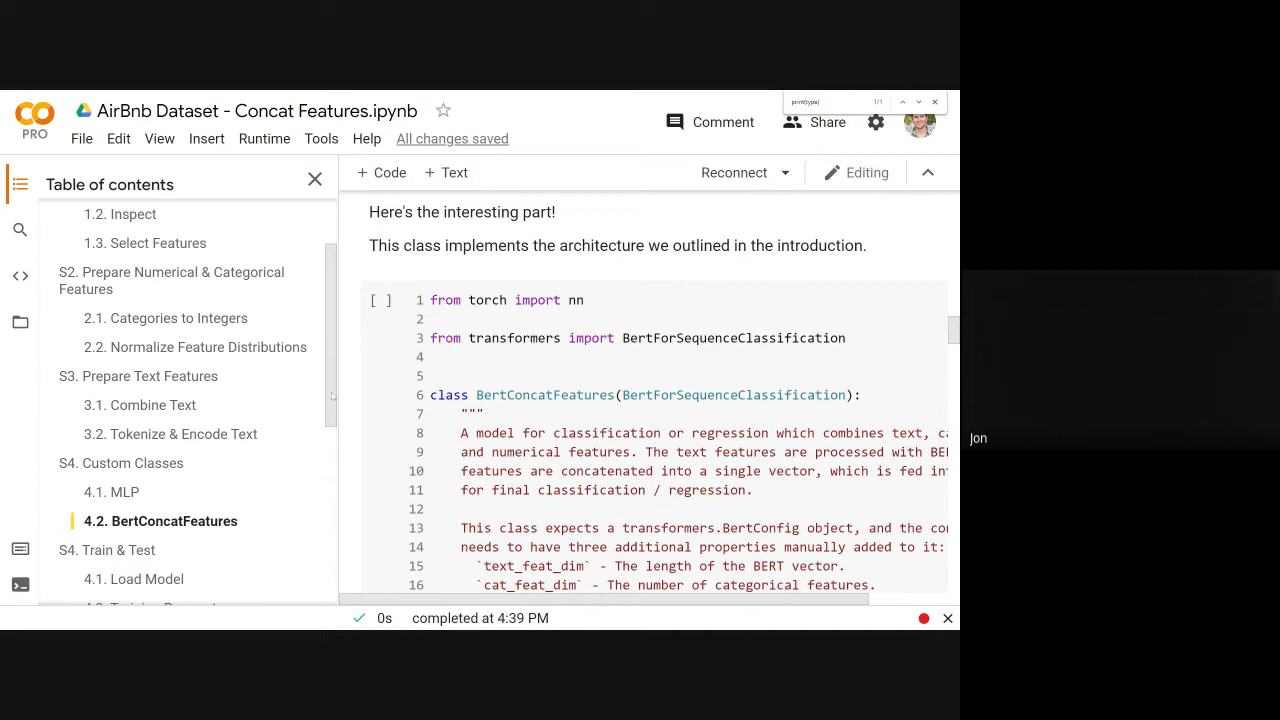 AirBnb Dataset - Concat Features.ipynb
print(type(
1/1
PRO
File Edit View Insert Runtime Tools Help All changes saved
Comment
Share
Table of contents
+ Code + Text
Reconnect
Editing
1.2. Inspect
1.3. Select Features
S2. Prepare Numerical & Categorical
Features
2.1. Categories to Integers
2.2. Normalize Feature Distributions
S3. Prepare Text Features
3.1. Combine Text
3.2. Tokenize & Encode Text
S4. Custom Classes
4.1. MLP
4.2. BertConcatFeatures
S4. Train & Test
4.1. Load Model
Here's the interesting part!
This class implements the architecture we outlined in the introduction.
[ ]
1 from torch import nn
2
3 from transformers import BertForSequenceClassification
4
5
6 class BertConcatFeatures(BertForSequenceClassification):
7 """
8 A model for classification or regression which combines text, ca
9 and numerical features. The text features are processed with BE
10 features are concatenated into a single vector, which is fed in
11 for final classification / regression.
12
13 This class expects a transformers.BertConfig object, and the co
14 needs to have three additional properties manually added to it:
15 `text_feat_dim` - The length of the BERT vector.
16 `cat_feat_dim` - The number of categorical features.
0s completed at 4:39 PM
Jon